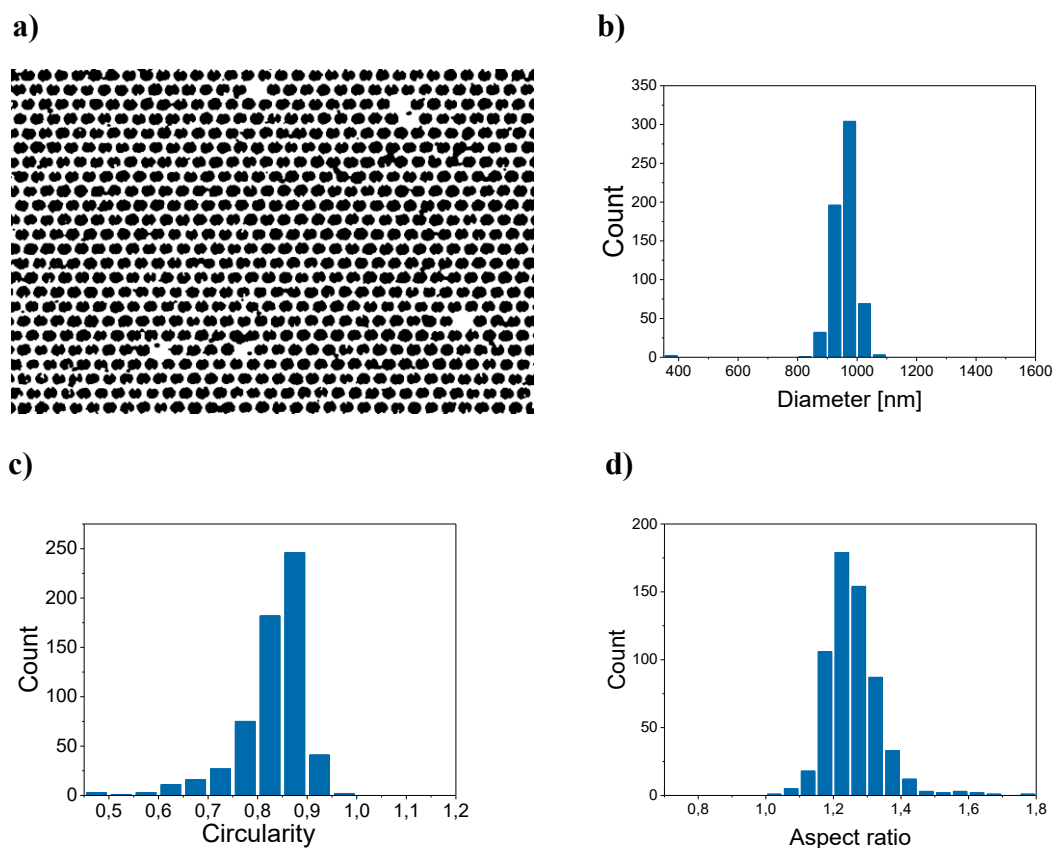 a)
b)
350
300
250
200
150
100
50
0
Count
400 600 800 1000 1200 1400 1600
Diameter [nm]
c)
250
200
150
100
50
0
Count
0,5 0,6 0,7 0,8 0,9 1,0 1,1 1,2
Circularity
d)
200
150
100
50
0
Count
0,8 1,0 1,2 1,4 1,6 1,8
Aspect ratio